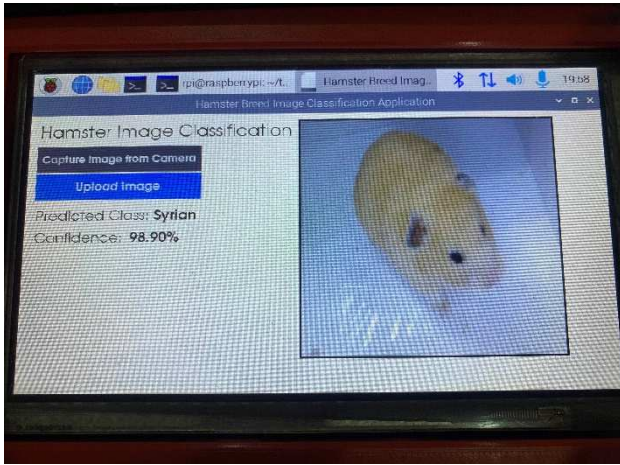 rpi@raspberrypi: ~/t..
Hamster Breed Imag..
19:58
Hamster Breed Image Classification Application
Hamster Image Classification
Capture Image from Camera
Upload Image
Predicted Class: Syrian
Confidence: 98.90%